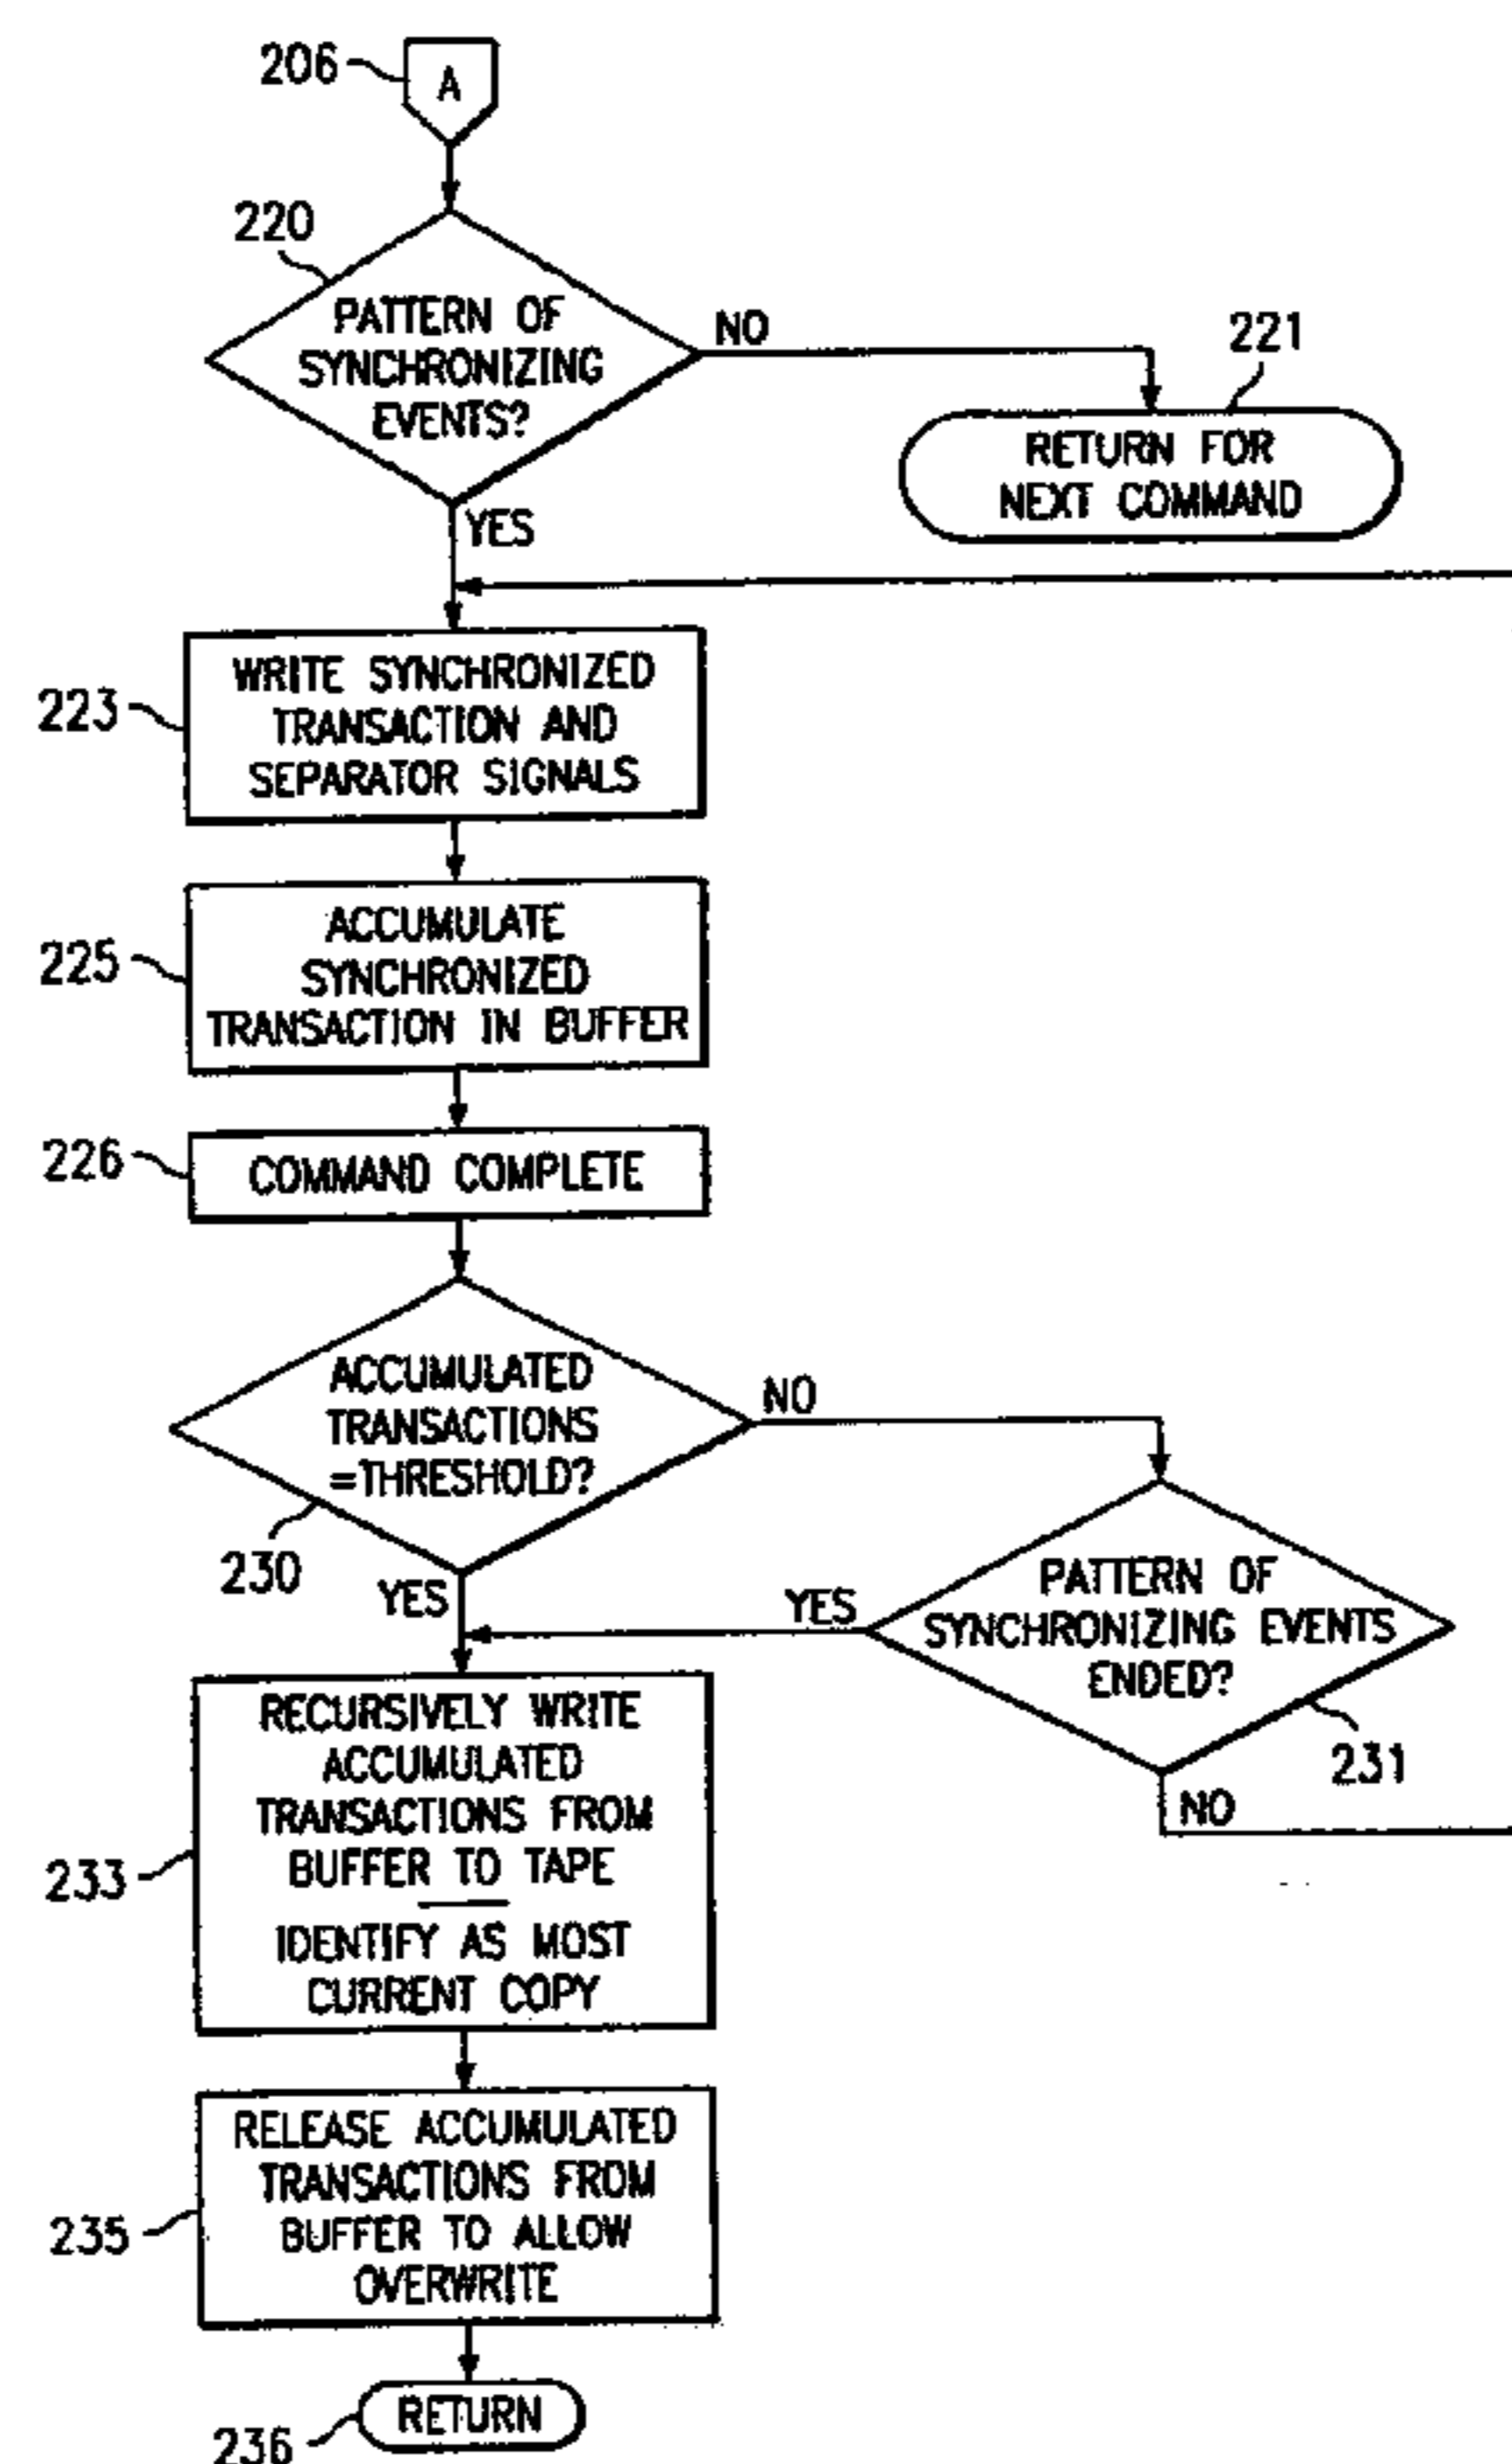 206
A
220
PATTERN OF
SYNCHRONIZING
EVENTS?
NO
221
RETURN FOR
NEXT COMMAND
YES
223
WRITE SYNCHRONIZED
TRANSACTION AND
SEPARATOR SIGNALS
225
ACCUMULATE
SYNCHRONIZED
TRANSACTION IN BUFFER
226
COMMAND COMPLETE
230
ACCUMULATED
TRANSACTIONS
=THRESHOLD?
NO
YES
YES
PATTERN OF
SYNCHRONIZING EVENTS
ENDED?
231
NO
233
RECURSIVELY WRITE
ACCUMULATED
TRANSACTIONS FROM
BUFFER TO TAPE
IDENTIFY AS MOST
CURRENT COPY
235
RELEASE ACCUMULATED
TRANSACTIONS FROM
BUFFER TO ALLOW
OVERWRITE
236
RETURN